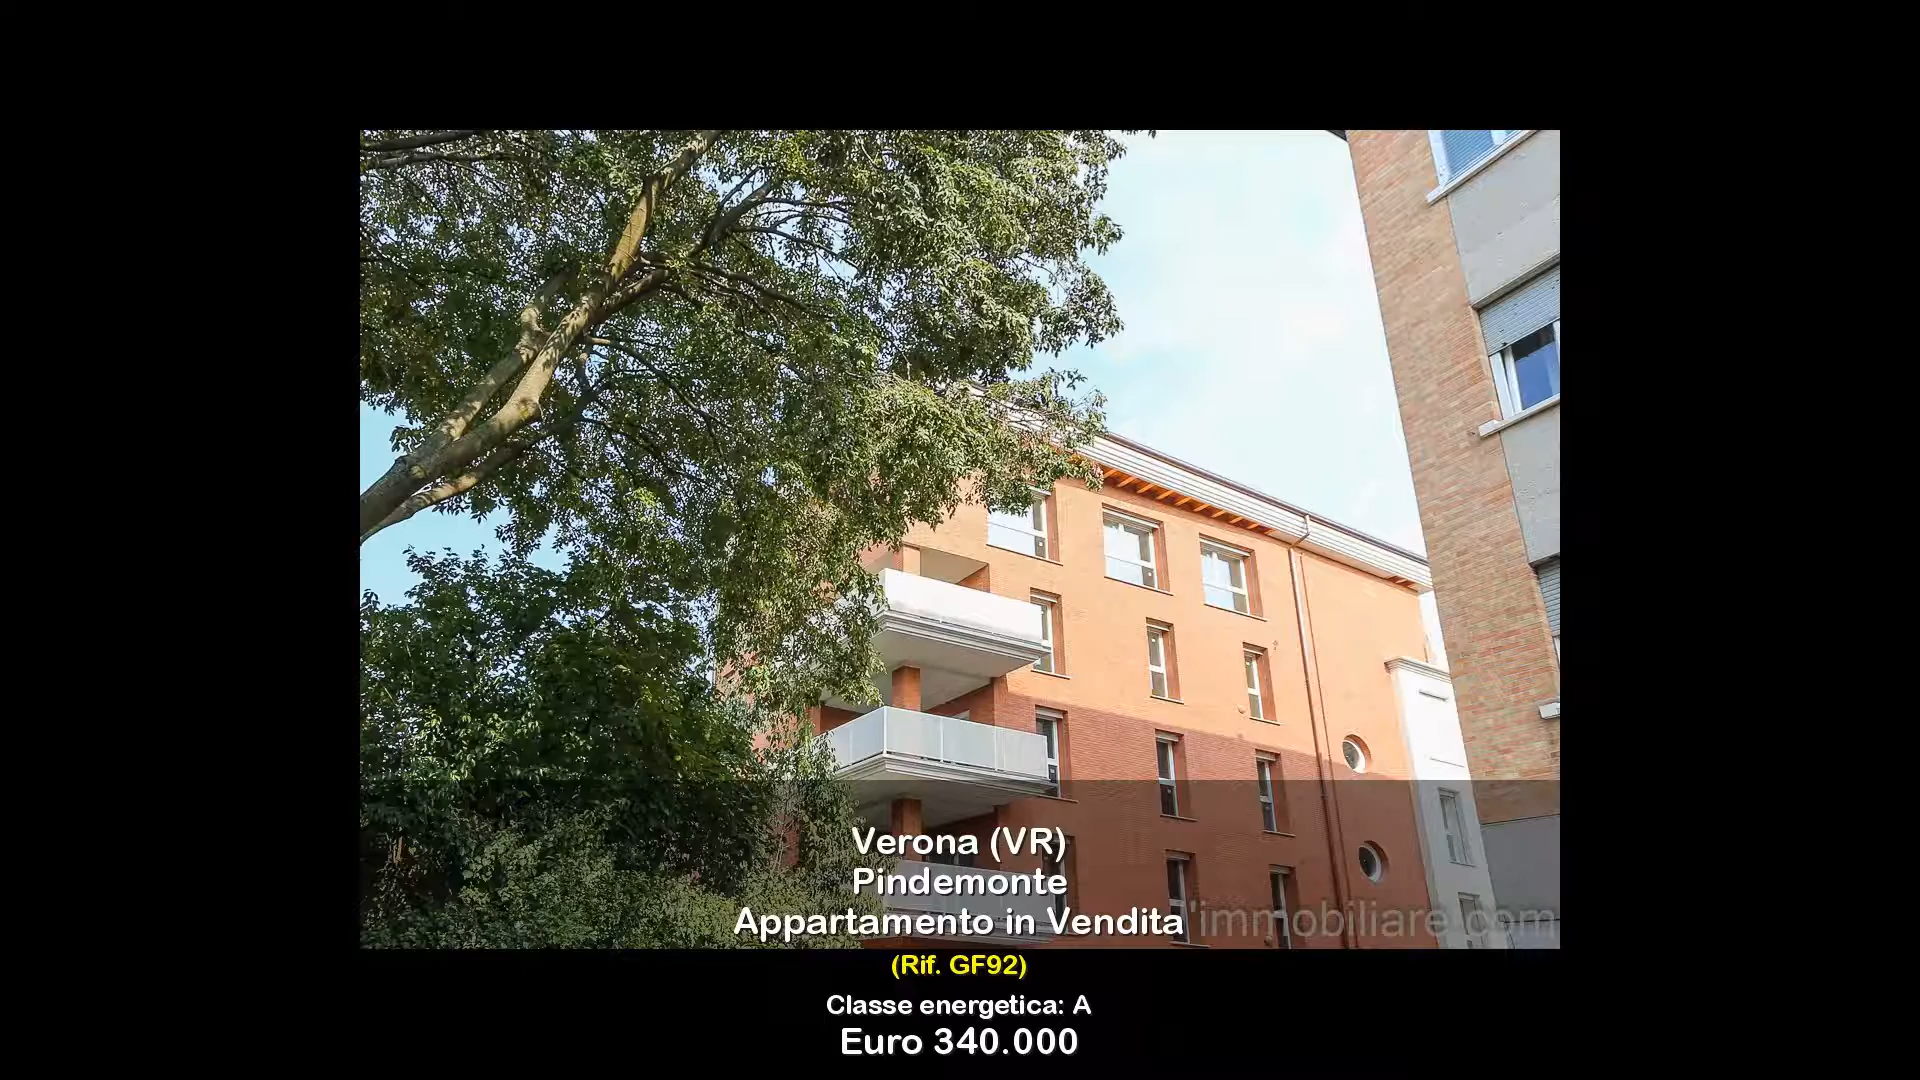 Verona (VR)
Pindemonte
Appartamento in Vendita
'immobiliare.com
(Rif. GF92)
Classe energetica: A
Euro 340.000